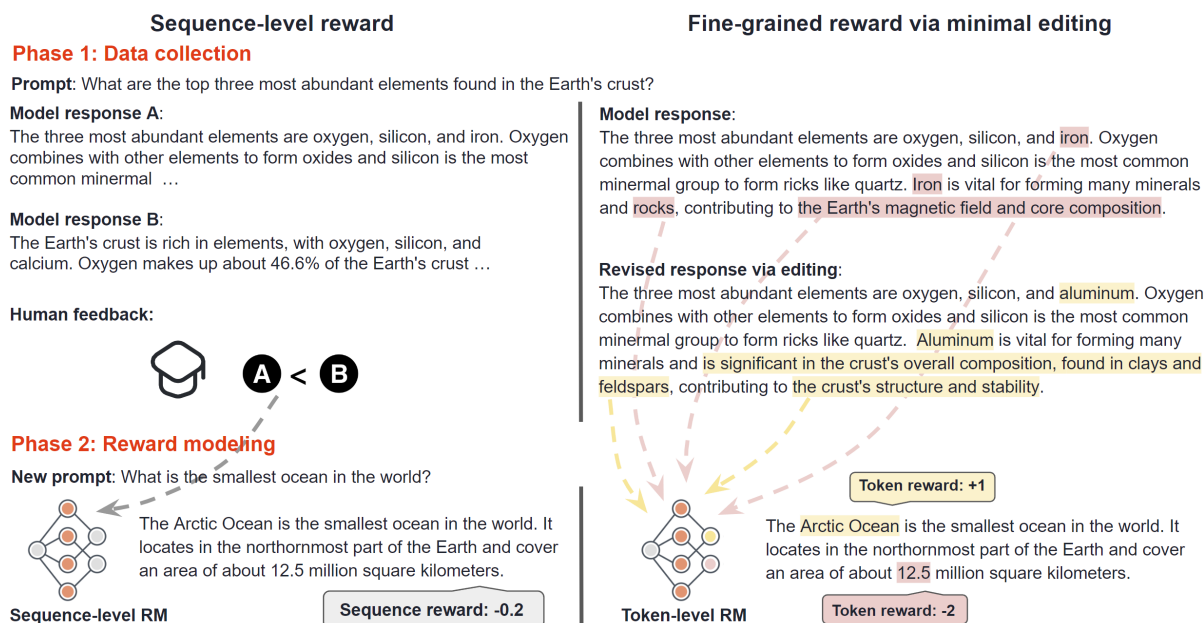 Sequence-level reward
Fine-grained reward via minimal editing
Phase 1: Data collection
Prompt: What are the top three most abundant elements found in the Earth's crust?
Model response A:
The three most abundant elements are oxygen, silicon, and iron. Oxygen
combines with other elements to form oxides and silicon is the most
common minermal ...
Model response B:
The Earth's crust is rich in elements, with oxygen, silicon, and
calcium. Oxygen makes up about 46.6% of the Earth's crust ...
Human feedback:
A < B
Model response:
The three most abundant elements are oxygen, silicon, and iron. Oxygen
combines with other elements to form oxides and silicon is the most common
minermal group to form ricks like quartz. Iron is vital for forming many minerals
and rocks, contributing to the Earth's magnetic field and core composition.
Revised response via editing:
The three most abundant elements are oxygen, silicon, and aluminum. Oxygen
combines with other elements to form oxides and silicon is the most common
minermal group to form ricks like quartz. Aluminum is vital for forming many
minerals and is significant in the crust's overall composition, found in clays and
feldspars, contributing to the crust's structure and stability.
Phase 2: Reward modeling
New prompt: What is the smallest ocean in the world?
The Arctic Ocean is the smallest ocean in the world. It
locates in the northornmost part of the Earth and cover
an area of about 12.5 million square kilometers.
Sequence-level RM
Sequence reward: -0.2
Token reward: +1
The Arctic Ocean is the smallest ocean in the world. It
locates in the northornmost part of the Earth and cover
an area of about 12.5 million square kilometers.
Token-level RM
Token reward: -2